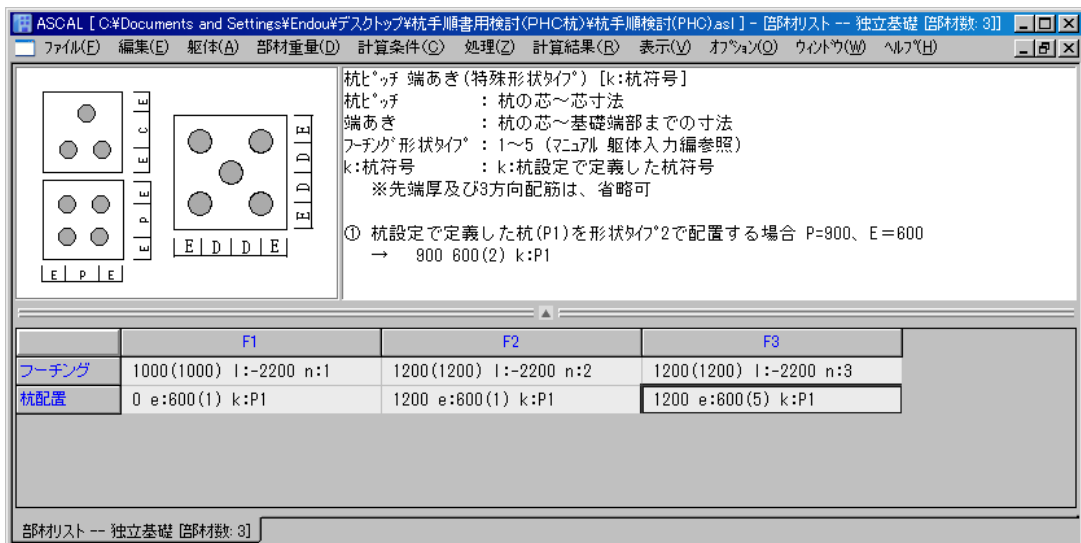 ASCAL [ C:¥Documents and Settings¥Endou¥デスクトップ¥杭手順書用検討(PHC杭)¥杭手順検討(PHC).asl ] - [部材リスト -- 独立基礎 [部材数: 3]]
ファイル(F) 編集(E) 躯体(A) 部材重量(D) 計算条件(C) 処理(Z) 計算結果(R) 表示(V) オプション(O) ウィンドウ(W) ヘルプ(H)
E
C
E
E
P
E
E P E
E
D
D
E
E D D E
杭ピッチ 端あき(特殊形状タイプ) [k:杭符号]
杭ピッチ : 杭の芯～芯寸法
端あき : 杭の芯～基礎端部までの寸法
フーチング形状タイプ : 1～5 (マニュアル 躯体入力編参照)
k:杭符号 : k:杭設定で定義した杭符号
※先端厚及び3方向配筋は、省略可
① 杭設定で定義した杭(P1)を形状タイプ2で配置する場合 P=900、E＝600
→ 900 600(2) k:P1
F1 F2 F3
フーチング 1000(1000) l:-2200 n:1 1200(1200) l:-2200 n:2 1200(1200) l:-2200 n:3
杭配置 0 e:600(1) k:P1 1200 e:600(1) k:P1 1200 e:600(5) k:P1
部材リスト -- 独立基礎 [部材数: 3]